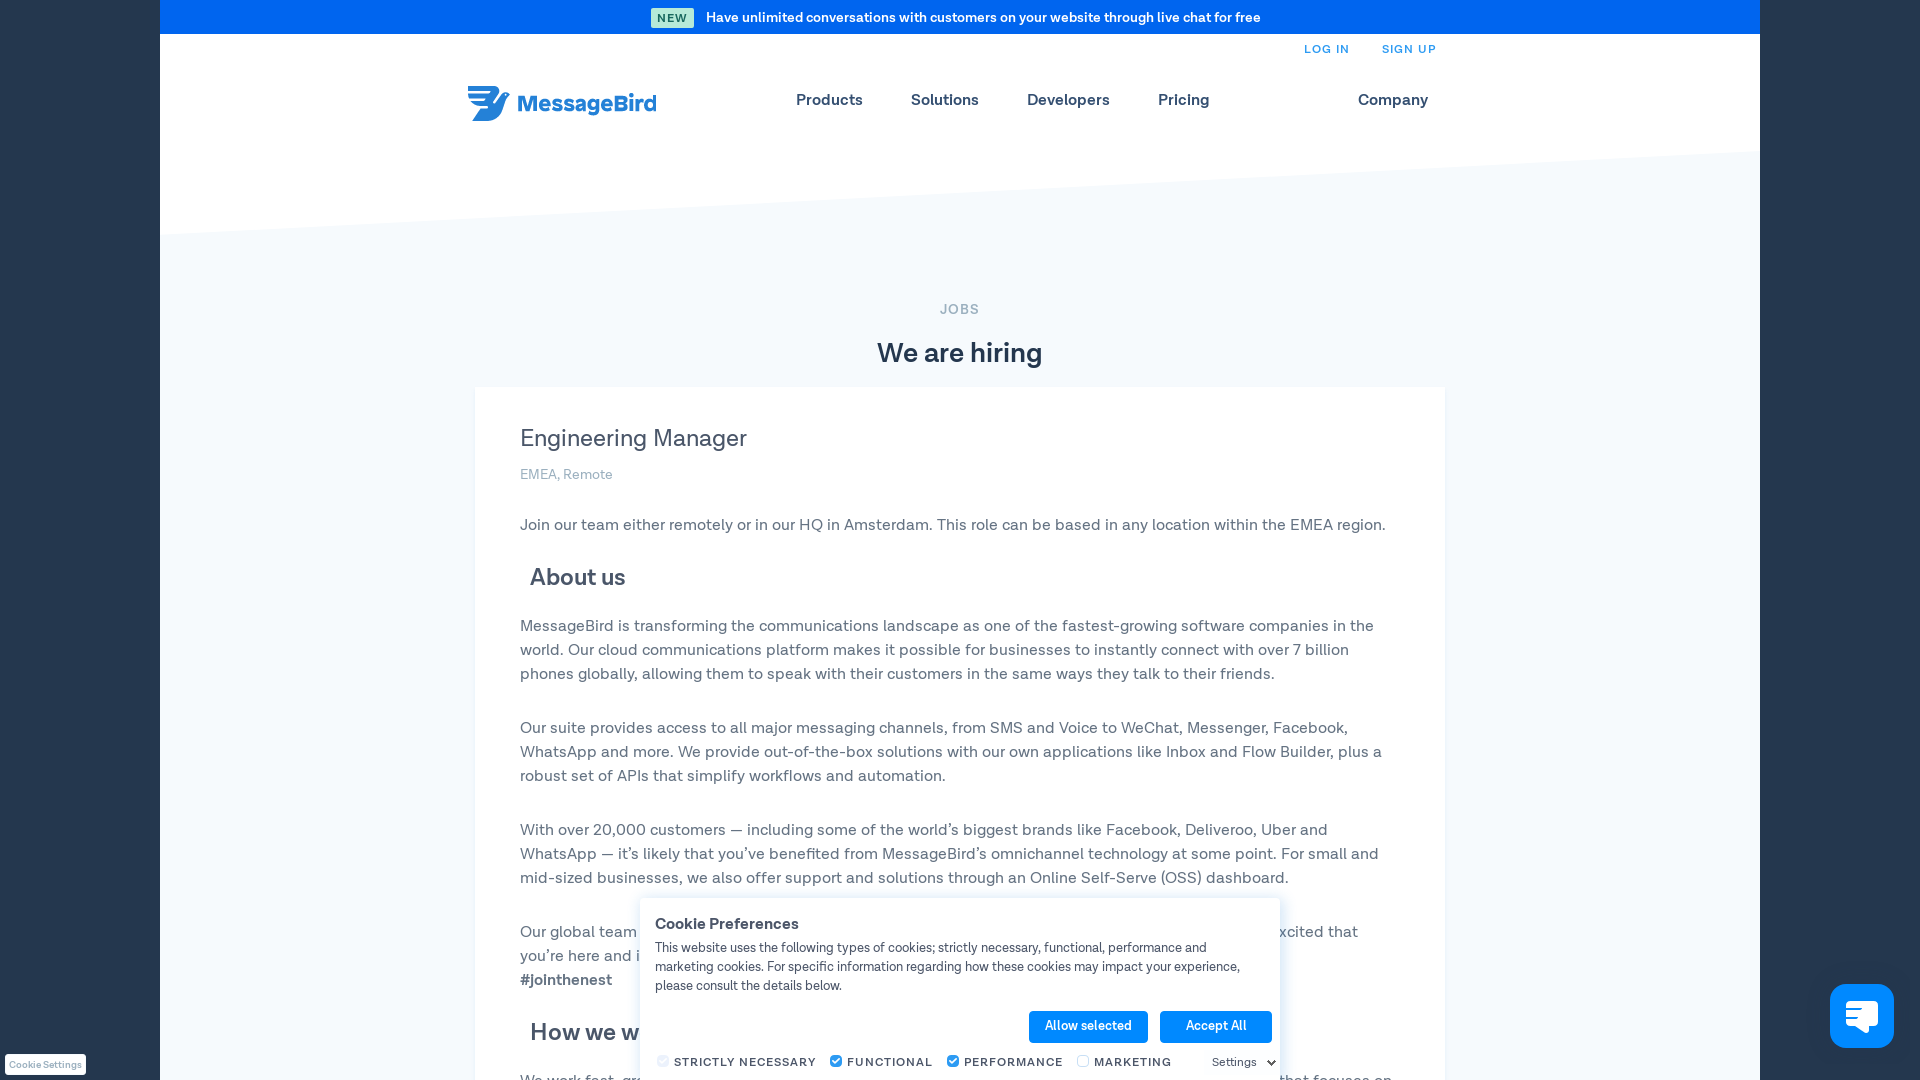 NEW Have unlimited conversations with customers on your website through live chat for free
LOG IN SIGN UP
MessageBird Products Solutions Developers Pricing Company
JOBS
We are hiring
Engineering Manager
EMEA, Remote
Join our team either remotely or in our HQ in Amsterdam. This role can be based in any location within the EMEA region.
About us
MessageBird is transforming the communications landscape as one of the fastest-growing software companies in the
world. Our cloud communications platform makes it possible for businesses to instantly connect with over 7 billion
phones globally, allowing them to speak with their customers in the same ways they talk to their friends.
Our suite provides access to all major messaging channels, from SMS and Voice to WeChat, Messenger, Facebook,
WhatsApp and more. We provide out-of-the-box solutions with our own applications like Inbox and Flow Builder, plus a
robust set of APIs that simplify workflows and automation.
With over 20,000 customers — including some of the world’s biggest brands like Facebook, Deliveroo, Uber and
WhatsApp — it’s likely that you’ve benefited from MessageBird’s omnichannel technology at some point. For small and
mid-sized businesses, we also offer support and solutions through an Online Self-Serve (OSS) dashboard.
Our global team that
you’re here and
#jointhenest
How we
Cookie Preferences
This website uses the following types of cookies; strictly necessary, functional, performance and
marketing cookies. For specific information regarding how these cookies may impact your experience,
please consult the details below.
Allow selected Accept All
STRICTLY NECESSARY FUNCTIONAL PERFORMANCE MARKETING Settings
Cookie Settings